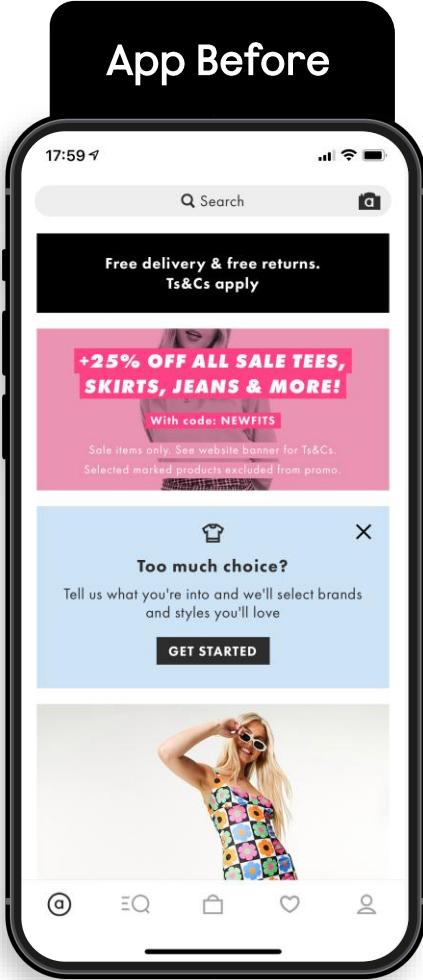 App Before
17:59
Search
Free delivery & free returns.
Ts&Cs apply
+25% OFF ALL SALE TEES,
SKIRTS, JEANS & MORE!
With code: NEWFITS
Sale items only. See website banner for Ts&Cs.
Selected marked products excluded from promo.
Too much choice?
Tell us what you're into and we'll select brands
and styles you'll love
GET STARTED